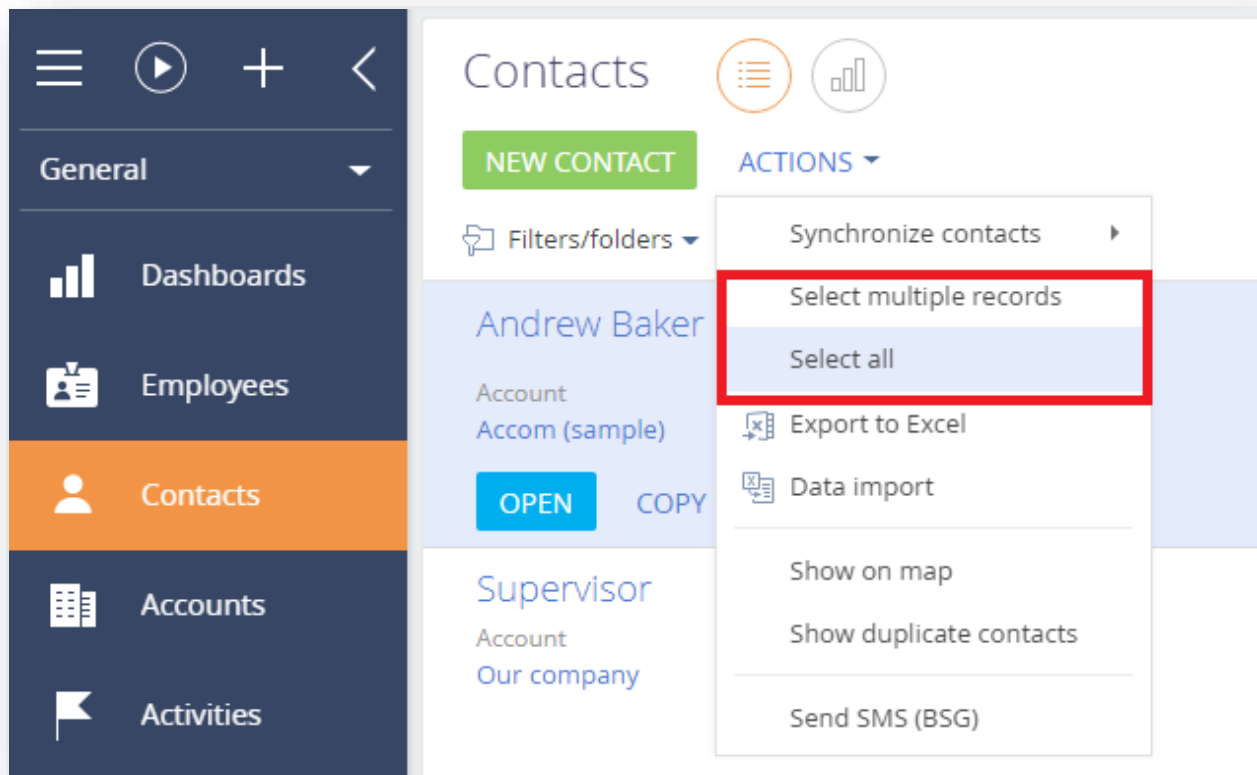 Contacts
General
NEW CONTACT
ACTIONS
Filters/folders
Synchronize contacts
Select multiple records
Select all
Export to Excel
Data import
Show on map
Show duplicate contacts
Send SMS (BSG)
Dashboards
Employees
Contacts
Accounts
Activities
Andrew Baker
Account
Accom (sample)
OPEN
COPY
Supervisor
Account
Our company